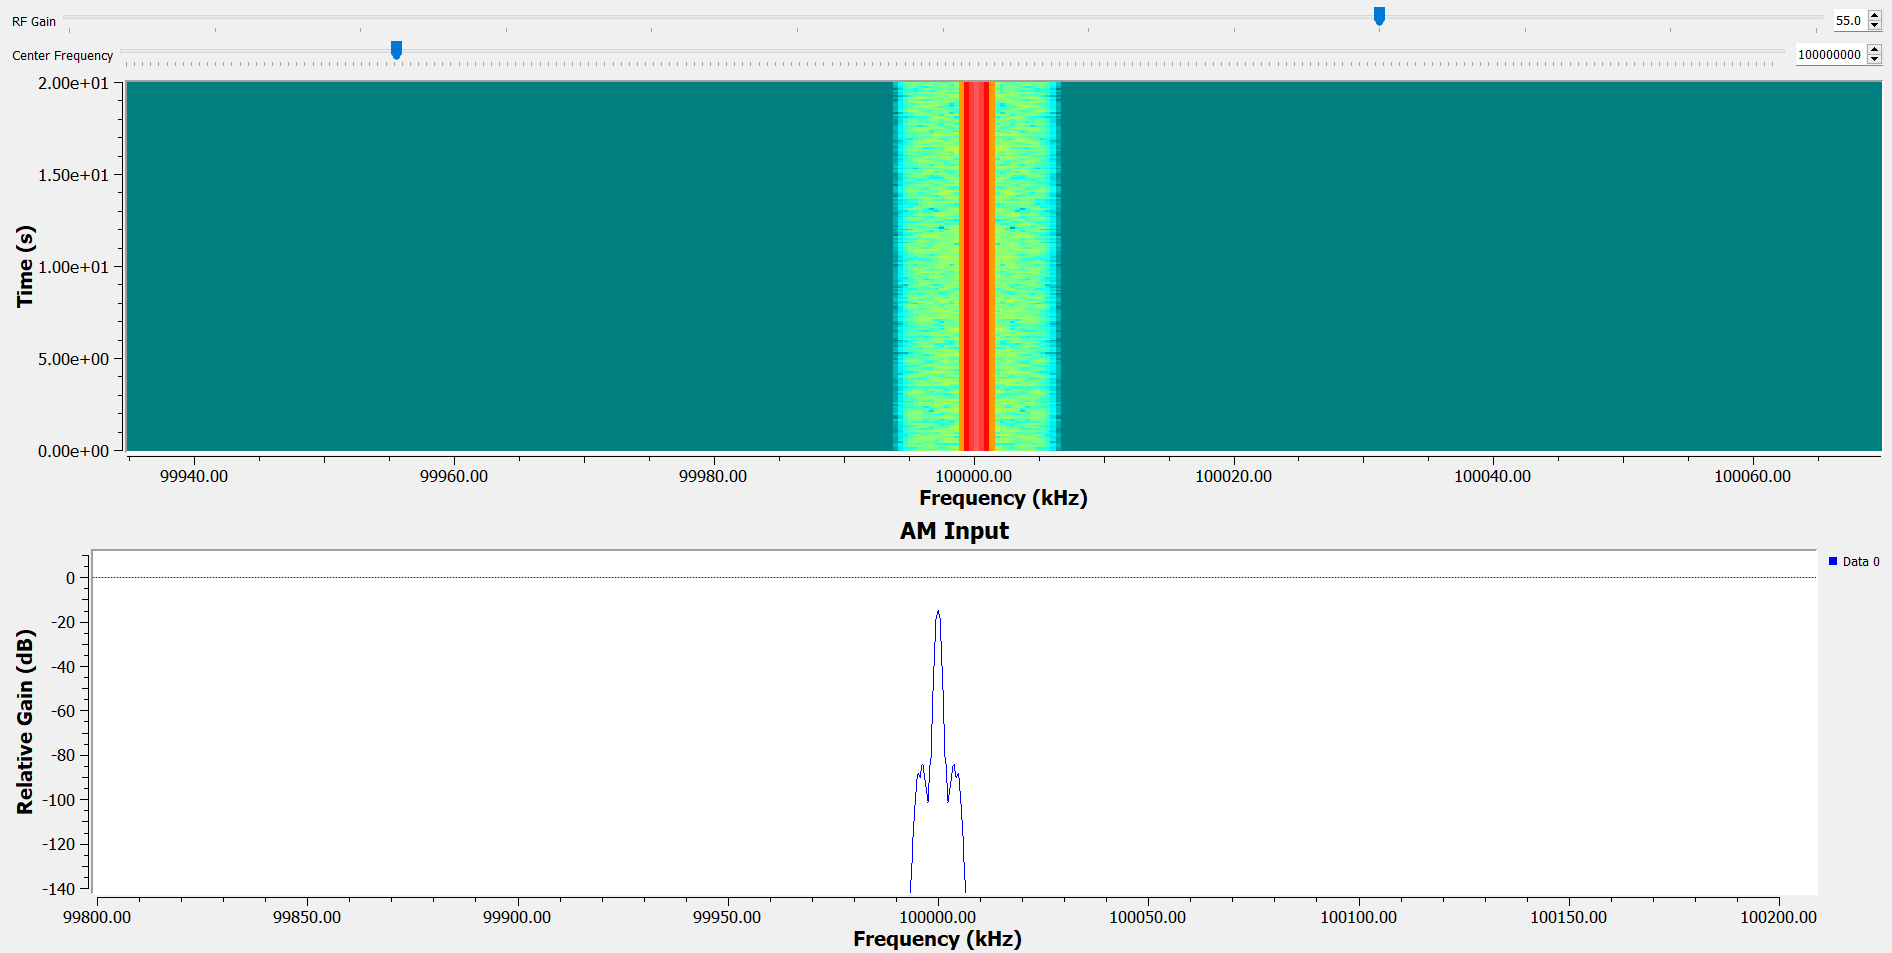 RF Gain
55.0
Center Frequency
100000000
2.00e+01
1.50e+01
1.00e+01
5.00e+00
0.00e+00
Time (s)
99940.00 99960.00 99980.00 100000.00 100020.00 100040.00 100060.00
Frequency (kHz)
AM Input
Data 0
0
-20
-40
-60
-80
-100
-120
-140
Relative Gain (dB)
99800.00 99850.00 99900.00 99950.00 100000.00 100050.00 100100.00 100150.00 100200.00
Frequency (kHz)